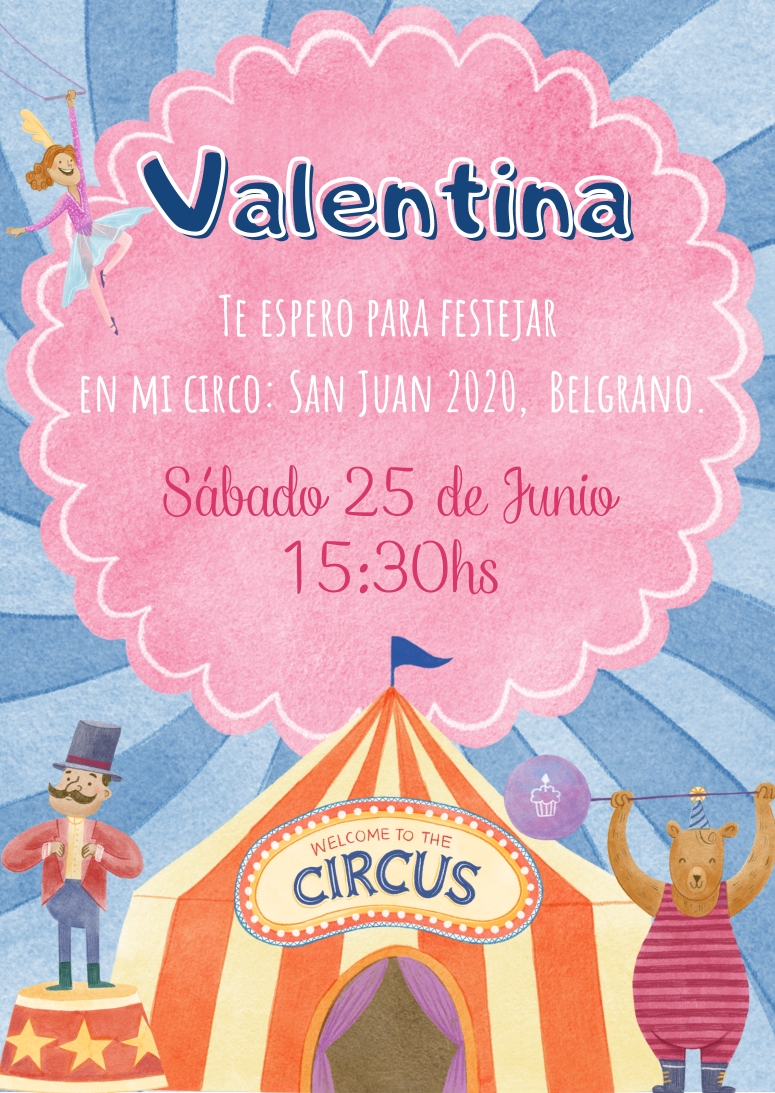 Valentina
Te espero para festejar
en mi circo: San Juan 2020, Belgrano.
Sábado 25 de Junio
15:30hs
WELCOME TO THE
CIRCUS